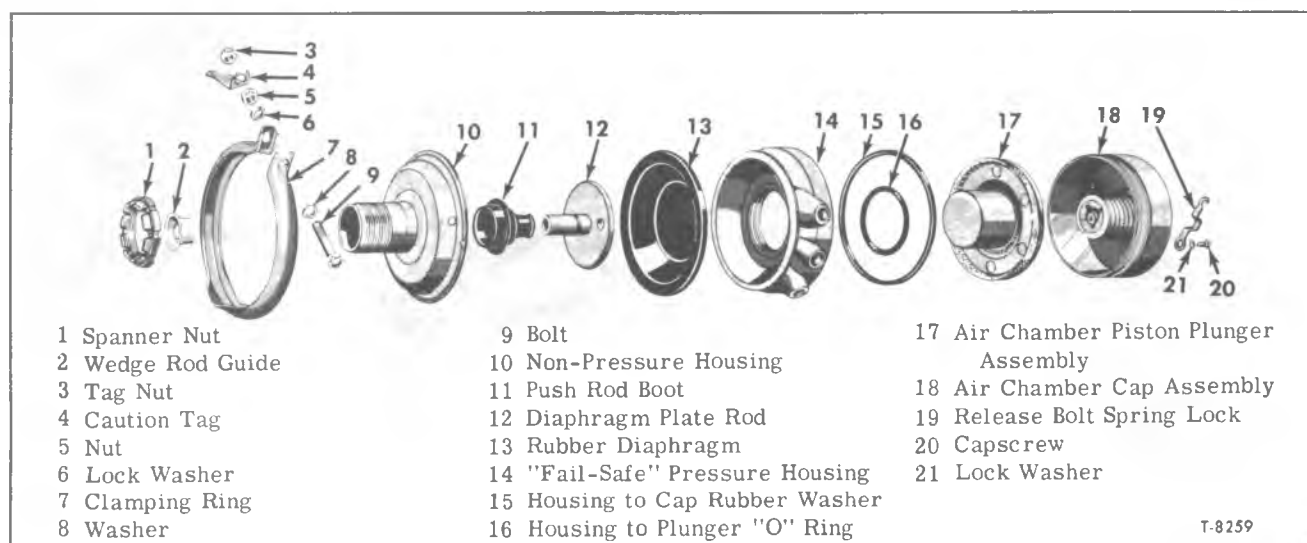 3
4
5
6
1
2
7
8
9
10
11
12
13
14
15
16
17
18
19
21
20
1 Spanner Nut
2 Wedge Rod Guide
3 Tag Nut
4 Caution Tag
5 Nut
6 Lock Washer
7 Clamping Ring
8 Washer
9 Bolt
10 Non-Pressure Housing
11 Push Rod Boot
12 Diaphragm Plate Rod
13 Rubber Diaphragm
14 "Fail-Safe" Pressure Housing
15 Housing to Cap Rubber Washer
16 Housing to Plunger "O" Ring
17 Air Chamber Piston Plunger
Assembly
18 Air Chamber Cap Assembly
19 Release Bolt Spring Lock
20 Capscrew
21 Lock Washer
T-8259